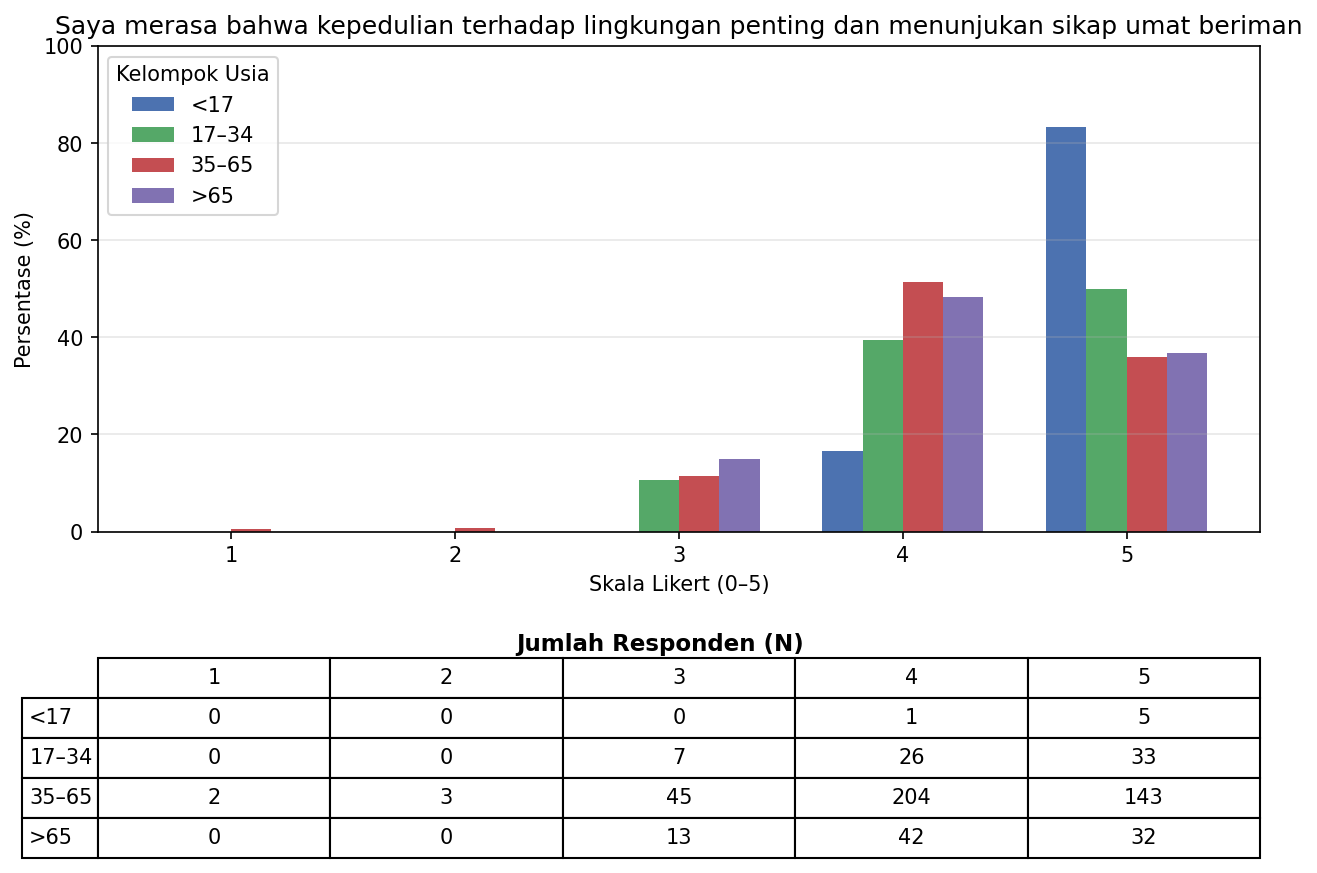 Saya merasa bahwa kepedulian terhadap lingkungan penting dan menunjukan sikap umat beriman
Kelompok Usia
<17
17–34
35–65
>65
Persentase (%)
100
80
60
40
20
0
1 2 3 4 5
Skala Likert (0–5)
Jumlah Responden (N)
1 2 3 4 5
<17 0 0 0 1 5
17–34 0 0 7 26 33
35–65 2 3 45 204 143
>65 0 0 13 42 32